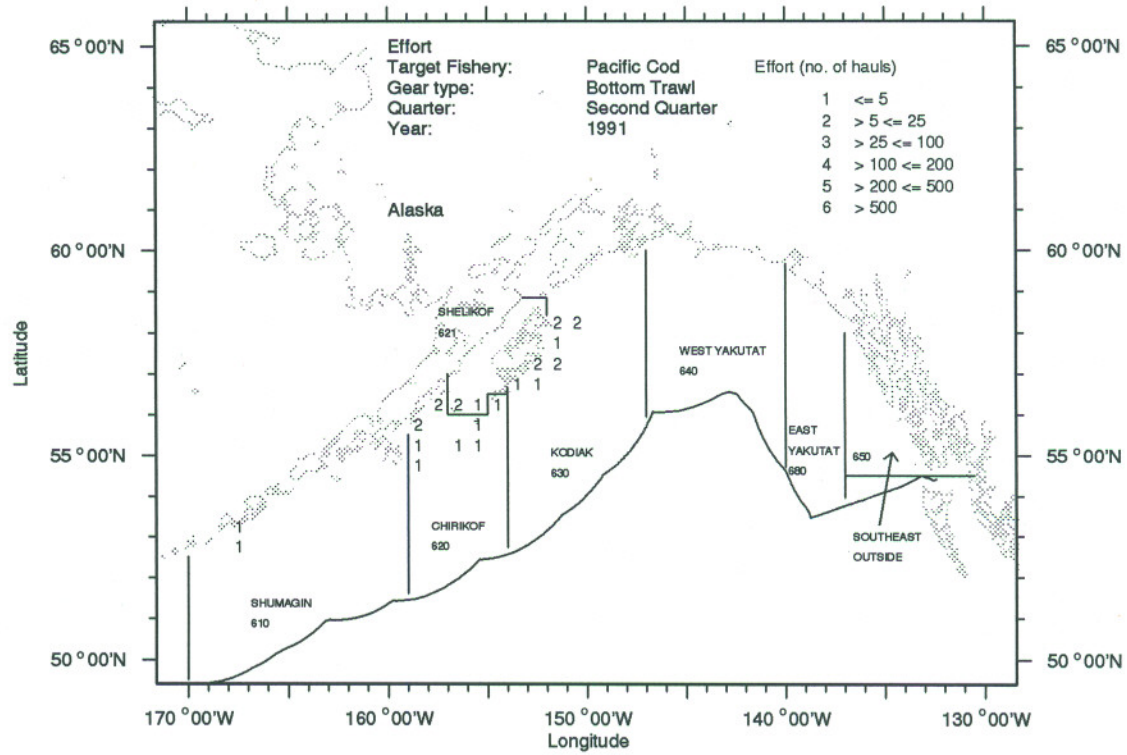 65 °00'N
65 °00'N
Effort
Target Fishery: Pacific Cod
Gear type: Bottom Trawl
Quarter: Second Quarter
Year: 1991
Effort (no. of hauls)
1 <= 5
2 > 5 <= 25
3 > 25 <= 100
4 > 100 <= 200
5 > 200 <= 500
6 > 500
Alaska
60 °00'N
60 °00'N
SHELIKOF
621
2 2
1
2 2
1 1
2 2 1 1
2 1
1 1 1
1
WEST YAKUTAT
640
EAST
YAKUTAT
680
650
55 °00'N
55 °00'N
KODIAK
630
CHIRIKOF
620
1
1
SOUTHEAST
OUTSIDE
SHUMAGIN
610
50 °00'N
50 °00'N
170 °00'W 160 °00'W 150 °00'W 140 °00'W 130 °00'W
Longitude
Latitude